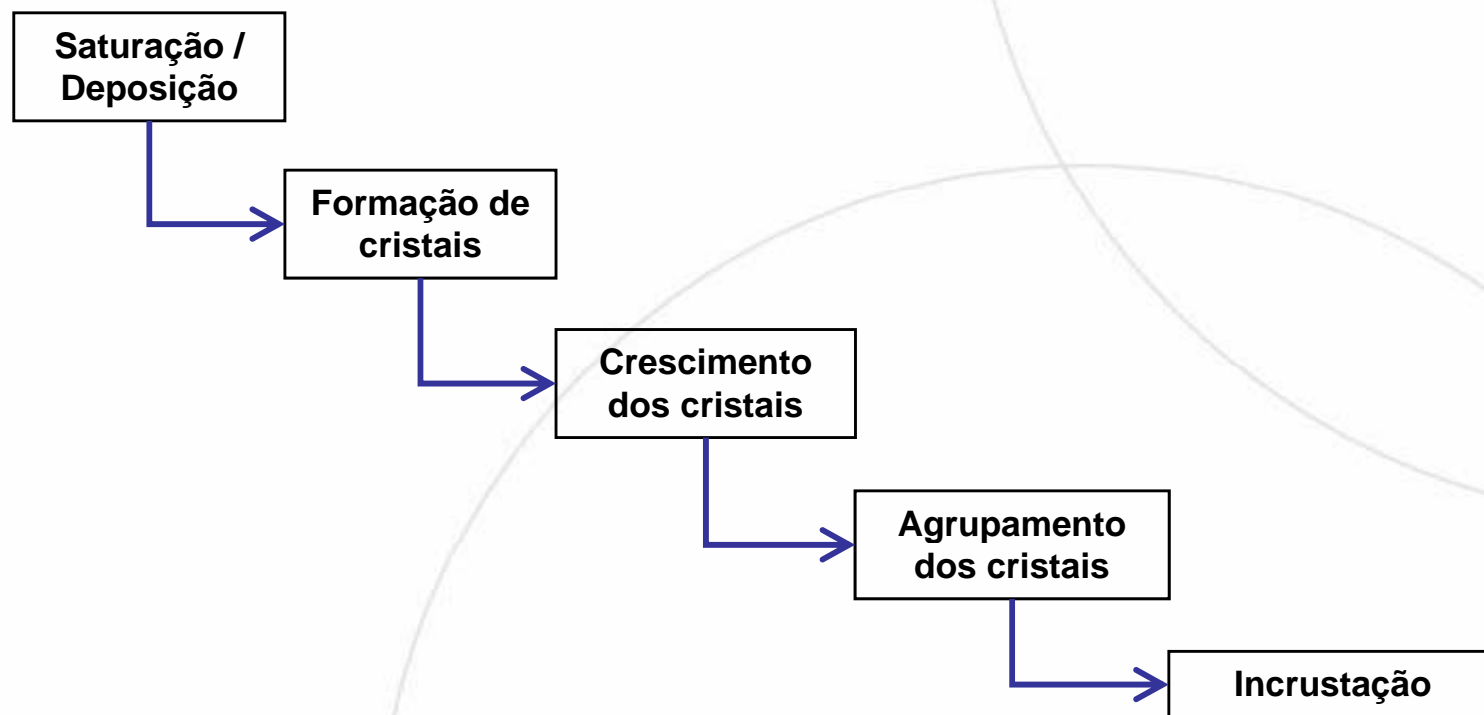 Saturação /
Deposição
Formação de
cristais
Crescimento
dos cristais
Agrupamento
dos cristais
Incrustação